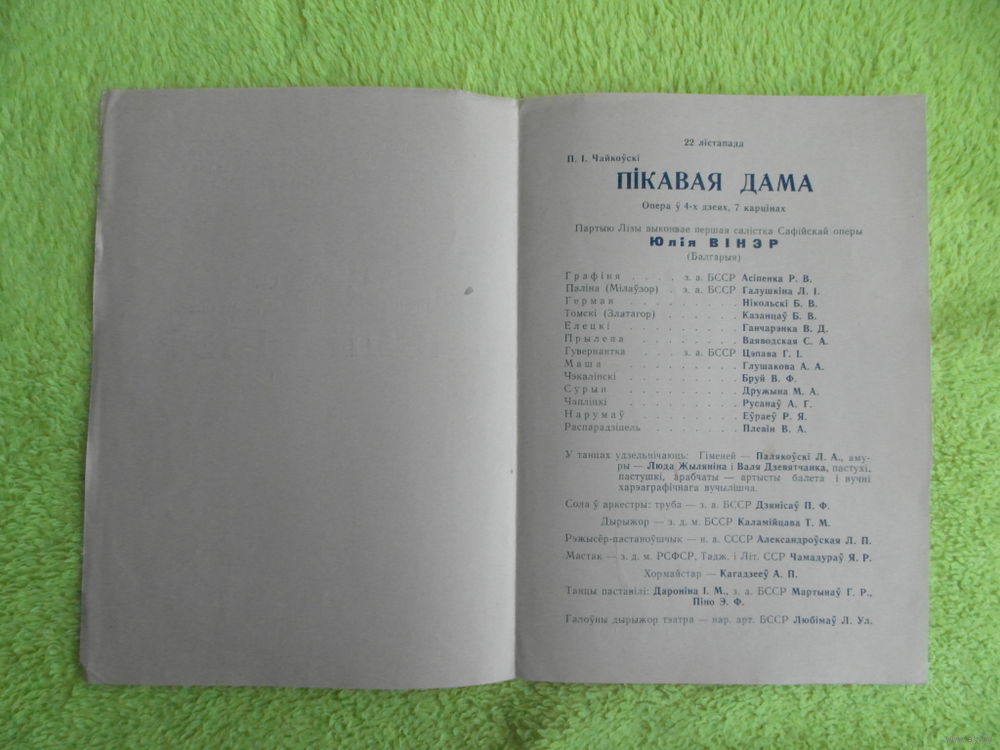 22 лістапада
П. І. Чайкоўскі
ПІКАВАЯ ДАМА
Опера ў 4-х дзеях, 7 карцінах
Партыю Лізы выконвае першая салістка Сафійскай оперы
Юлія ВІНЭР
(Балгарыя)
Графіня . . . . з. а. БССР Асіпенка Р. В.
Паліна (Мілаўзор) . з. а. БССР Галушкіна Л. І.
Герман . . . . . . . . . Нікольскі Б. В.
Томскі (Златагор) . . . . . . . Казанцаў Б. В.
Елецкі . . . . . . . . . Ганчарэнка В. Д.
Прылепа . . . . . . . . . Ваяводская С. А.
Гувернантка . . . з. а. БССР Цэпава Г. І.
Маша . . . . . . . . . Глушакова А. А.
Чэкалінскі . . . . . . . . . Бруй В. Ф.
Сурын . . . . . . . . . Дружына М. А.
Чапліцкі . . . . . . . . . Русанаў А. Г.
Нарумаў . . . . . . . . Еўраеў Р. Я.
Распарадзіцель . . . . . . . Плевін В. А.
У танцах удзельнічаюць: Гіменей — Палякоўскі Л. А., аму-
ры — Люда Жыляніна і Валя Дзевятчанка, пастухі,
пастушкі, арабчаты — артысты балета і вучні
харэаграфічнага вучылішча.
Сола ў аркестры: труба — з. а. БССР Дзянісаў П. Ф.
Дырыжор — з. д. м. БССР Каламійцава Т. М.
Рэжысёр-пастаноўшчык — н. а. СССР Александроўская Л. П.
Мастак — з. д. м. РСФСР, Тадж. і Літ. ССР Чамадураў Я. Р.
Хормайстар — Кагадзееў А. П.
Танцы паставілі: Дароніна І. М., з. а. БССР Мартынаў Г. Р.,
Піно Э. Ф.
Галоўны дырыжор тэатра — нар. арт. БССР Любімаў Л. Ул.